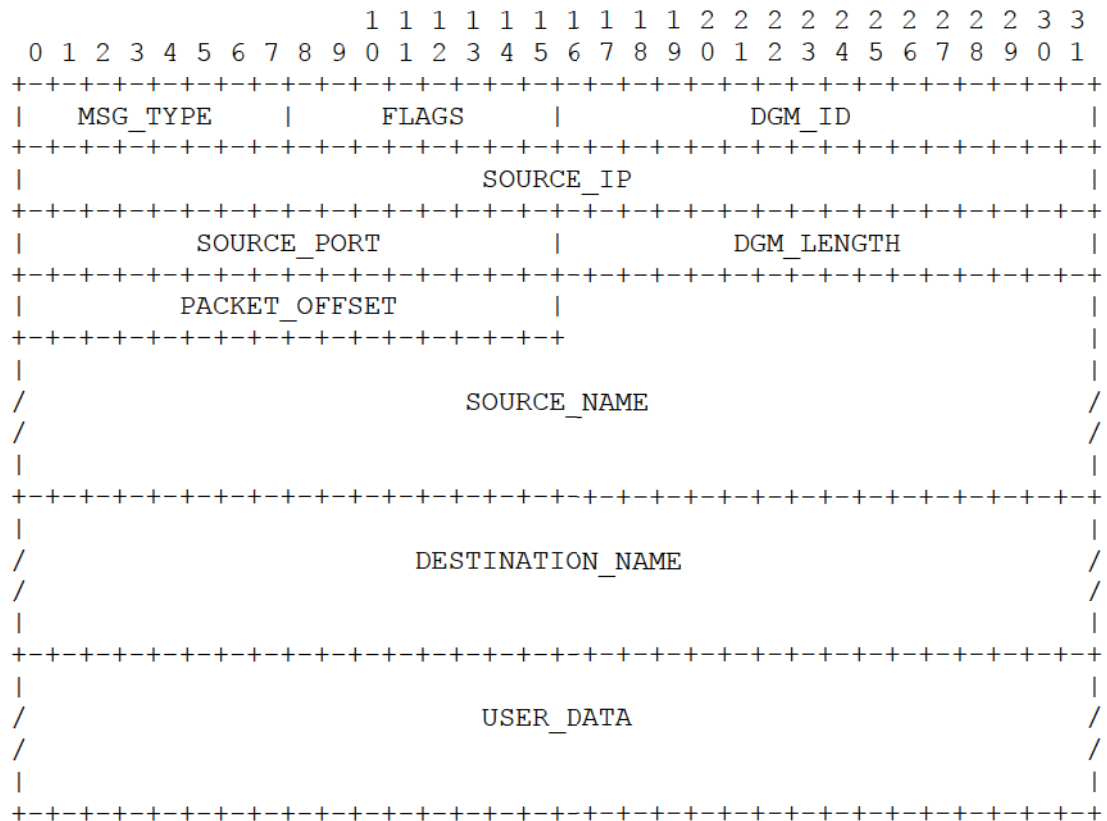 1 1 1 1 1 1 1 1 1 1 2 2 2 2 2 2 2 2 2 2 3 3
 0 1 2 3 4 5 6 7 8 9 0 1 2 3 4 5 6 7 8 9 0 1 2 3 4 5 6 7 8 9 0 1
+-+-+-+-+-+-+-+-+-+-+-+-+-+-+-+-+-+-+-+-+-+-+-+-+-+-+-+-+-+-+-+-+
|   MSG_TYPE    |     FLAGS     |           DGM_ID              |
+-+-+-+-+-+-+-+-+-+-+-+-+-+-+-+-+-+-+-+-+-+-+-+-+-+-+-+-+-+-+-+-+
|                           SOURCE_IP                           |
+-+-+-+-+-+-+-+-+-+-+-+-+-+-+-+-+-+-+-+-+-+-+-+-+-+-+-+-+-+-+-+-+
|          SOURCE_PORT          |          DGM_LENGTH           |
+-+-+-+-+-+-+-+-+-+-+-+-+-+-+-+-+-+-+-+-+-+-+-+-+-+-+-+-+-+-+-+-+
|         PACKET_OFFSET         |                               |
+-+-+-+-+-+-+-+-+-+-+-+-+-+-+-+-+                               |
|                                                               |
/                          SOURCE_NAME                          /
/                                                               /
|                                                               |
+-+-+-+-+-+-+-+-+-+-+-+-+-+-+-+-+-+-+-+-+-+-+-+-+-+-+-+-+-+-+-+-+
|                                                               |
/                       DESTINATION_NAME                        /
/                                                               /
|                                                               |
+-+-+-+-+-+-+-+-+-+-+-+-+-+-+-+-+-+-+-+-+-+-+-+-+-+-+-+-+-+-+-+-+
|                                                               |
/                           USER_DATA                           /
/                                                               /
|                                                               |
+-+-+-+-+-+-+-+-+-+-+-+-+-+-+-+-+-+-+-+-+-+-+-+-+-+-+-+-+-+-+-+-+